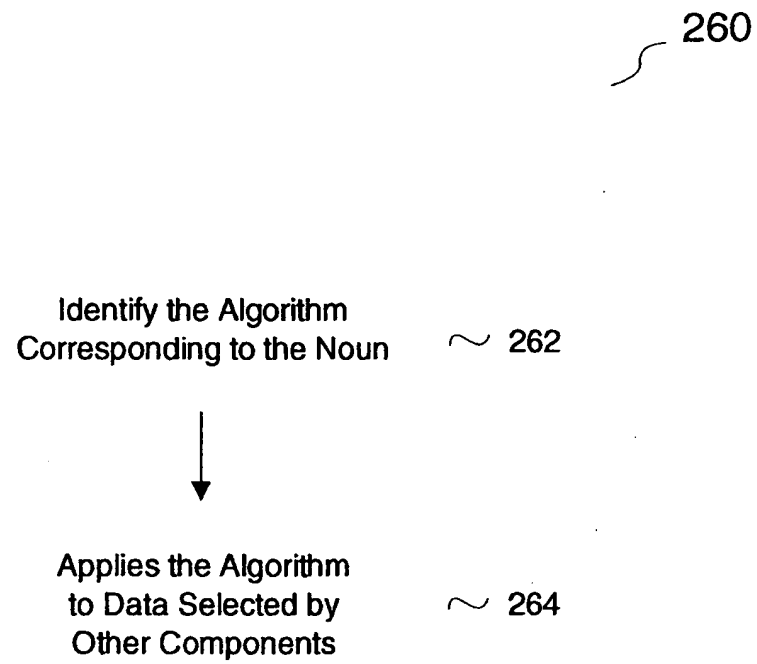 260
Identify the Algorithm
Corresponding to the Noun
262
Applies the Algorithm
to Data Selected by
Other Components
264